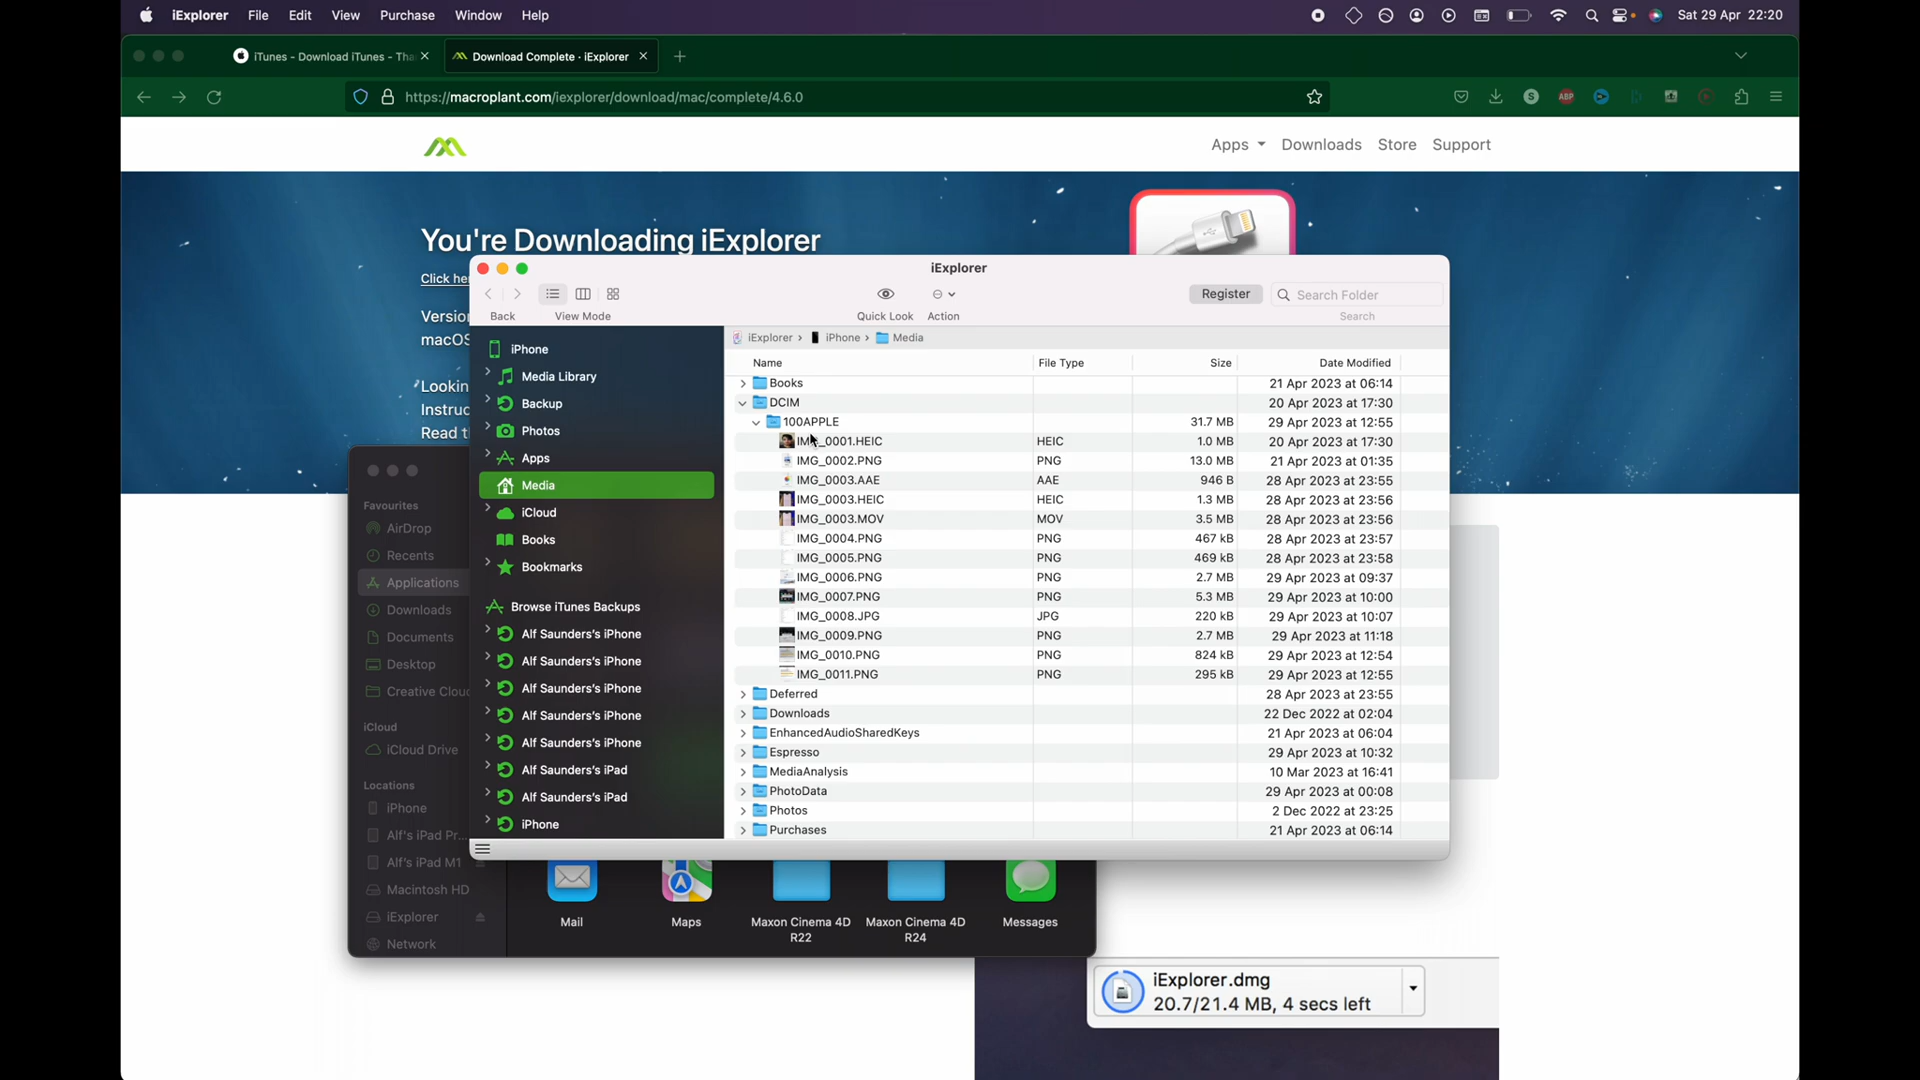 iExplorer File Edit View Purchase Window Help
Sat 29 Apr 22:20
iTunes - Download iTunes - Tha
Download Complete · iExplorer
https://macroplant.com/iexplorer/download/mac/complete/4.6.0
ABP
Apps Downloads Store Support
You're Downloading iExplorer
Click he
Version
macOS
Lookin
Instruc
Read t
iExplorer
Back View Mode Quick Look Action
Register
Search Folder
Search
iPhone
Media Library
Backup
Photos
Apps
Media
iCloud
Books
Bookmarks
Browse iTunes Backups
Alf Saunders's iPhone
Alf Saunders's iPhone
Alf Saunders's iPhone
Alf Saunders's iPhone
Alf Saunders's iPhone
Alf Saunders's iPad
Alf Saunders's iPad
iPhone
iExplorer › iPhone › Media
Name File Type Size Date Modified
Books 21 Apr 2023 at 06:14
DCIM 20 Apr 2023 at 17:30
100APPLE 31.7 MB 29 Apr 2023 at 12:55
IMG_0001.HEIC HEIC 1.0 MB 20 Apr 2023 at 17:30
IMG_0002.PNG PNG 13.0 MB 21 Apr 2023 at 01:35
IMG_0003.AAE AAE 946 B 28 Apr 2023 at 23:55
IMG_0003.HEIC HEIC 1.3 MB 28 Apr 2023 at 23:56
IMG_0003.MOV MOV 3.5 MB 28 Apr 2023 at 23:56
IMG_0004.PNG PNG 467 kB 28 Apr 2023 at 23:57
IMG_0005.PNG PNG 469 kB 28 Apr 2023 at 23:58
IMG_0006.PNG PNG 2.7 MB 29 Apr 2023 at 09:37
IMG_0007.PNG PNG 5.3 MB 29 Apr 2023 at 10:00
IMG_0008.JPG JPG 220 kB 29 Apr 2023 at 10:07
IMG_0009.PNG PNG 2.7 MB 29 Apr 2023 at 11:18
IMG_0010.PNG PNG 824 kB 29 Apr 2023 at 12:54
IMG_0011.PNG PNG 295 kB 29 Apr 2023 at 12:55
Deferred 28 Apr 2023 at 23:55
Downloads 22 Dec 2022 at 02:04
EnhancedAudioSharedKeys 21 Apr 2023 at 06:04
Espresso 29 Apr 2023 at 10:32
MediaAnalysis 10 Mar 2023 at 16:41
PhotoData 29 Apr 2023 at 00:08
Photos 2 Dec 2022 at 23:25
Purchases 21 Apr 2023 at 06:14
Favourites
AirDrop
Recents
Applications
Downloads
Documents
Desktop
Creative Clou
iCloud
iCloud Drive
Locations
iPhone
Alf's iPad Pr...
Alf's iPad M1
Macintosh HD
iExplorer
Network
Mail
Maps
Maxon Cinema 4D
R22
Maxon Cinema 4D
R24
Messages
iExplorer.dmg
20.7/21.4 MB, 4 secs left